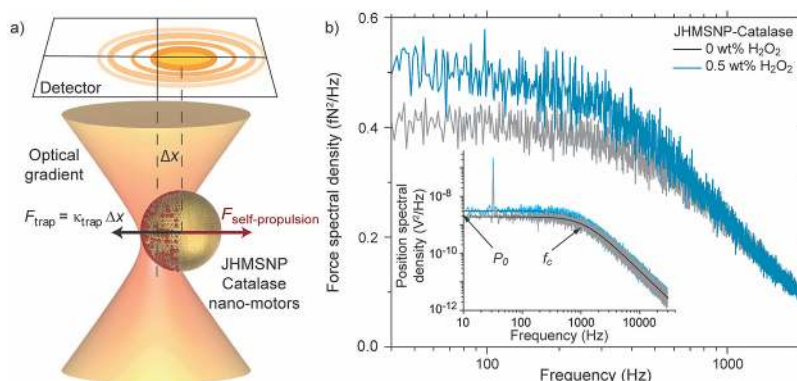 a)
Detector
Optical
gradient
Δx
F_trap = κ_trap Δx
F_self-propulsion
JHMSNP
Catalase
nano-motors
b)
Force spectral density (fN²/Hz)
0.6
0.4
0.2
0.0
JHMSNP-Catalase
0 wt% H₂O₂
0.5 wt% H₂O₂
Position spectral
density (V²/Hz)
10⁻⁸
10⁻¹⁰
10⁻¹²
P₀
f_c
10 100 1000 10000
Frequency (Hz)
100 1000
Frequency (Hz)